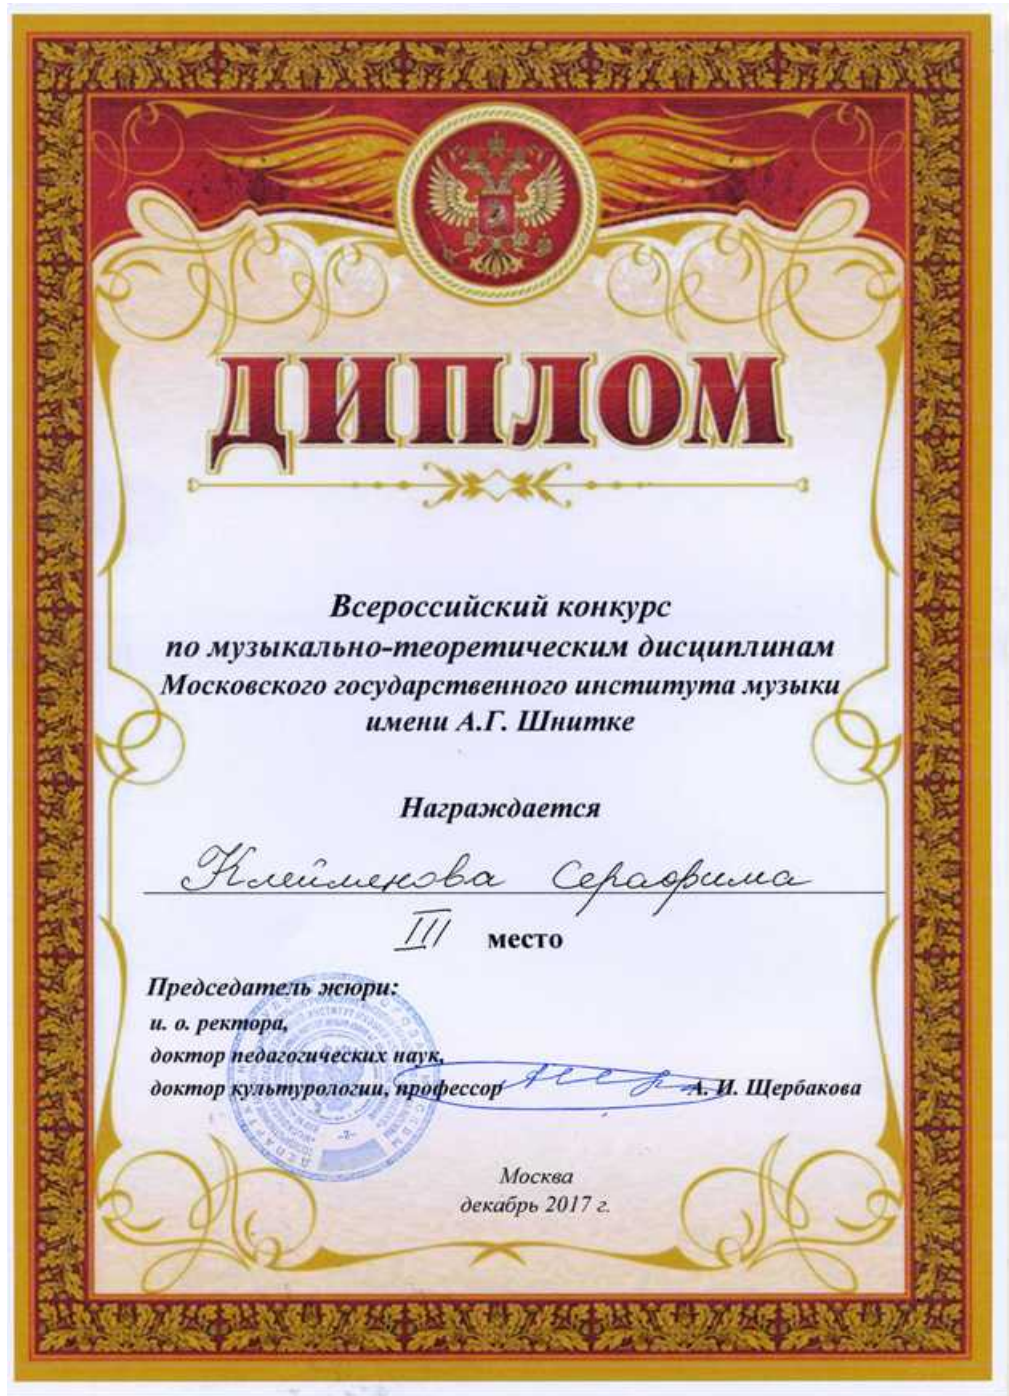 ДИПЛОМ
Всероссийский конкурс
по музыкально-теоретическим дисциплинам
Московского государственного института музыки
имени А.Г. Шнитке
Награждается
Клейменова Серафима
III место
Председатель жюри:
и. о. ректора,
доктор педагогических наук,
доктор культурологии, профессор А. И. Щербакова
Москва
декабрь 2017 г.